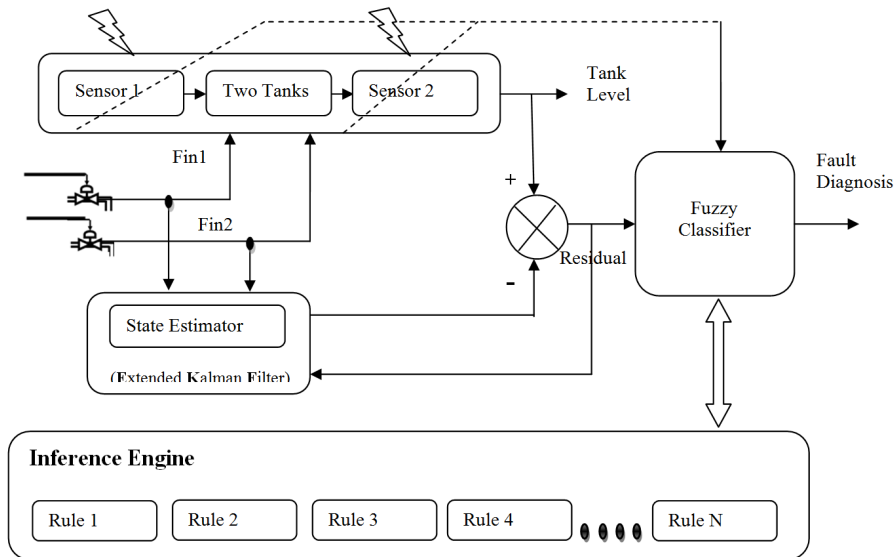 Sensor 1
Two Tanks
Sensor 2
Tank
Level
Fin1
Fin2
+
-
Residual
Fuzzy
Classifier
Fault
Diagnosis
State Estimator
(Extended Kalman Filter)
Inference Engine
Rule 1
Rule 2
Rule 3
Rule 4
Rule N